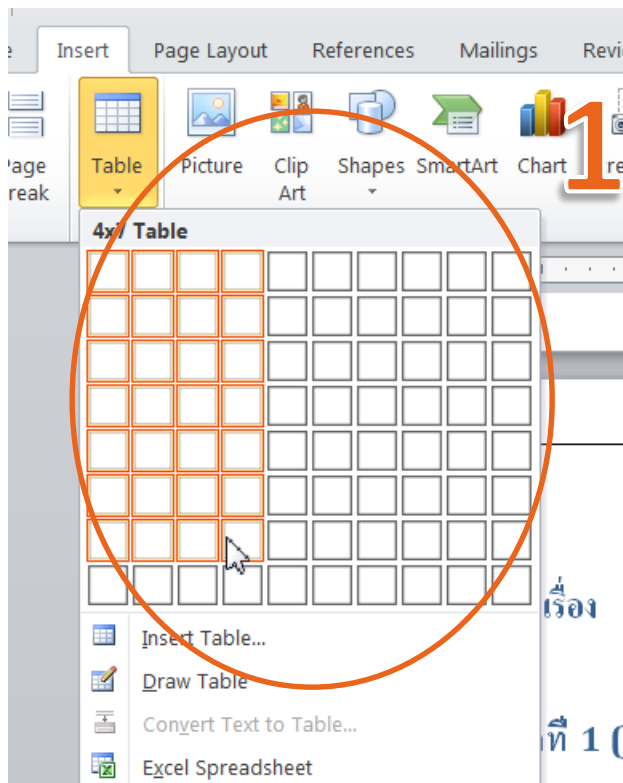 Insert Page Layout References Mailings Revi
Page Break Table Picture Clip Art Shapes SmartArt Chart
1
4x7 Table
Insert Table...
Draw Table
Convert Text to Table...
Excel Spreadsheet
เรื่อง
ที่ 1 (